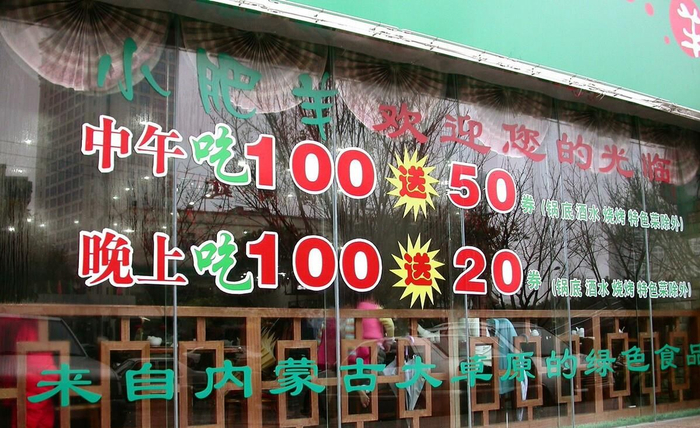 小肥羊 欢迎您的光临
中午吃100送50券(锅底 酒水 烧烤 特色菜除外)
晚上吃100送20券(锅底 酒水 烧烤 特色菜除外)
来自内蒙古大草原的绿色食品